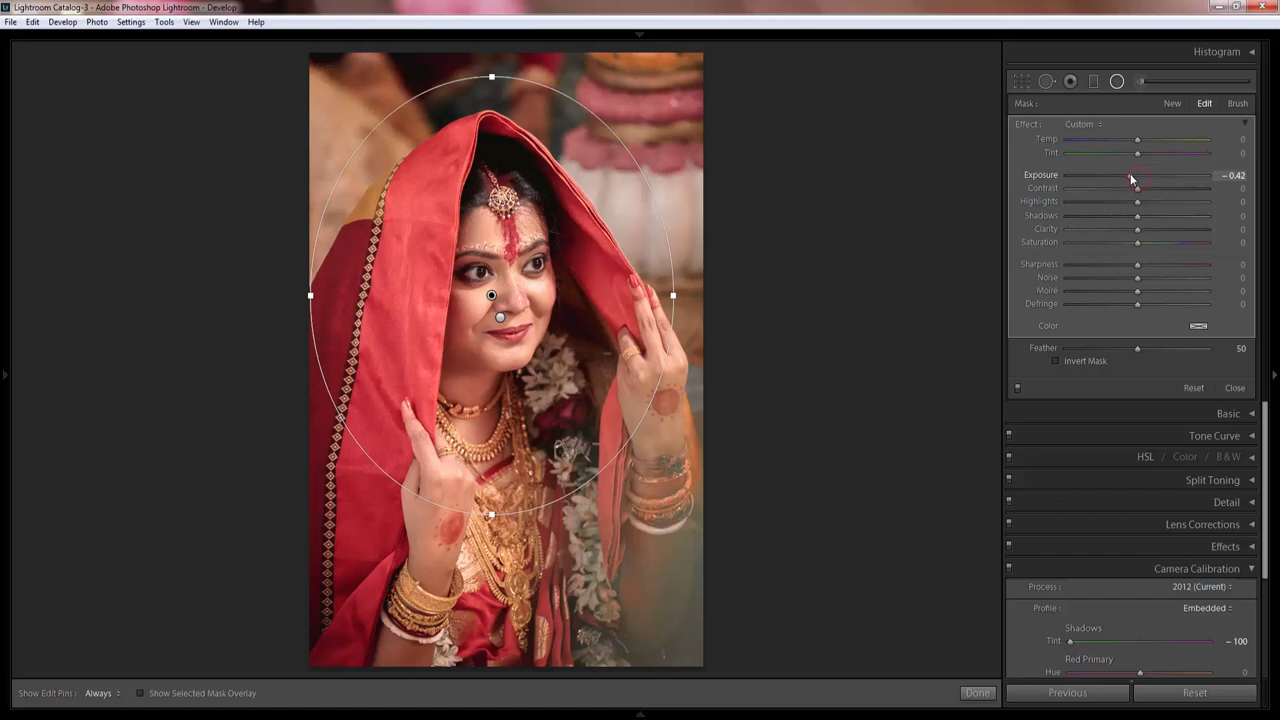 Lightroom Catalog-3 - Adobe Photoshop Lightroom - Develop
File Edit Develop Photo Settings Tools View Window Help
Histogram
Mask : New Edit Brush
Effect : Custom
Temp 0
Tint 0
Exposure – 0.42
Contrast 0
Highlights 0
Shadows 0
Clarity 0
Saturation 0
Sharpness 0
Noise 0
Moiré 0
Defringe 0
Color
Feather 50
Invert Mask
Reset Close
Basic
Tone Curve
HSL / Color / B & W
Split Toning
Detail
Lens Corrections
Effects
Camera Calibration
Process : 2012 (Current)
Profile : Embedded
Shadows
Tint – 100
Red Primary
Hue 0
Show Edit Pins : Always Show Selected Mask Overlay Done Previous Reset